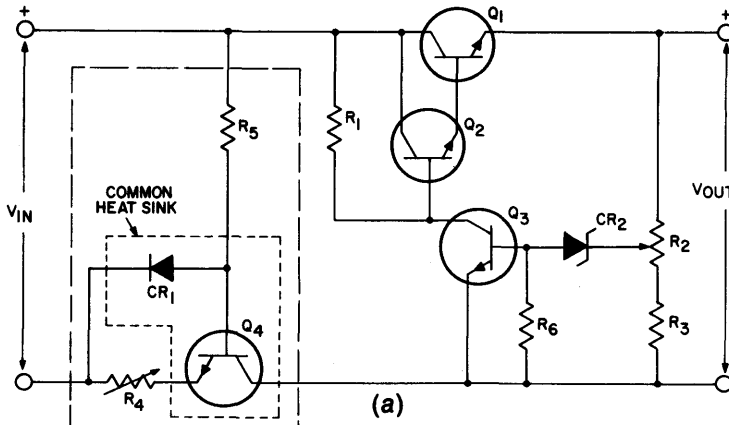 +
Q1
+
R5
R1
Q2
COMMON
HEAT SINK
VIN
Q3
CR2
VOUT
R2
CR1
Q4
R6
R3
R4
(a)